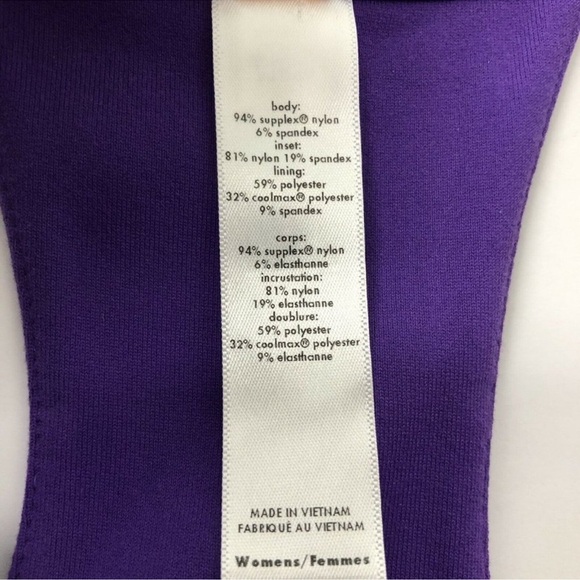 body:
94% supplex® nylon
6% spandex
inset:
81% nylon 19% spandex
lining:
59% polyester
32% coolmax® polyester
9% spandex
corps:
94% supplex® nylon
6% elasthanne
incrustation:
81% nylon
19% elasthanne
doublure:
59% polyester
32% coolmax® polyester
9% elasthanne
MADE IN VIETNAM
FABRIQUÈ AU VIETNAM
Womens/Femmes